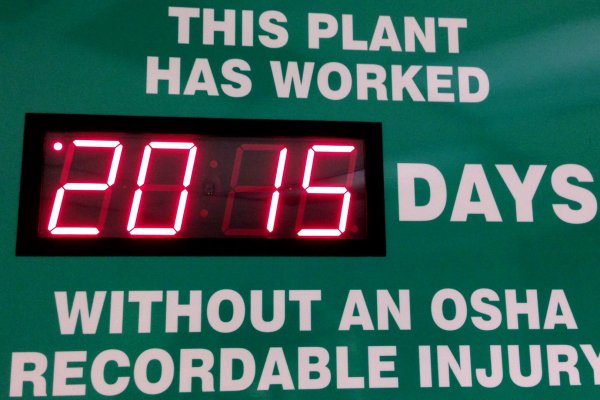 THIS PLANT
HAS WORKED
2015 DAYS
WITHOUT AN OSHA
RECORDABLE INJURY